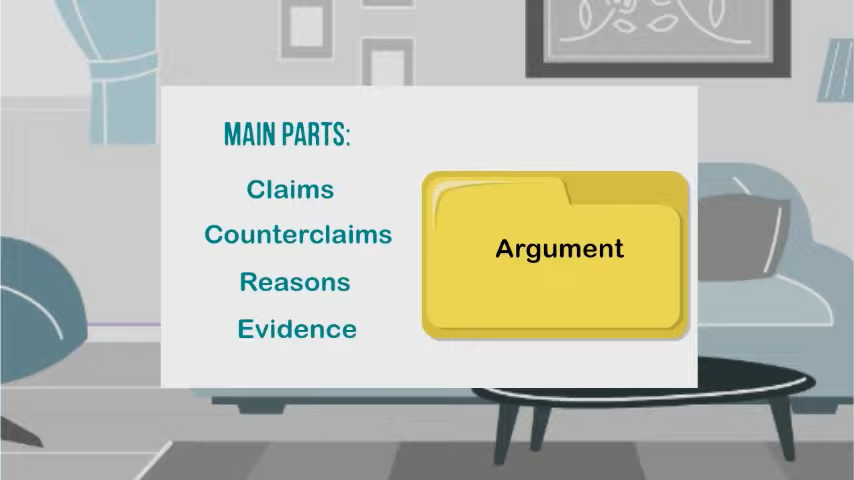 MAIN PARTS:
Claims
Counterclaims
Reasons
Evidence
Argument